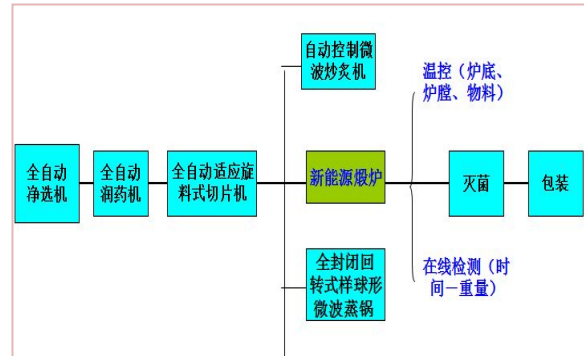 自动控制微
波炒炙机
温控（炉底、
炉膛、物料）
全自动
净选机
全自动
润药机
全自动适应旋
料式切片机
新能源煅炉
灭菌
包装
全封闭回
转式样球形
微波蒸锅
在线检测（时
间－重量）